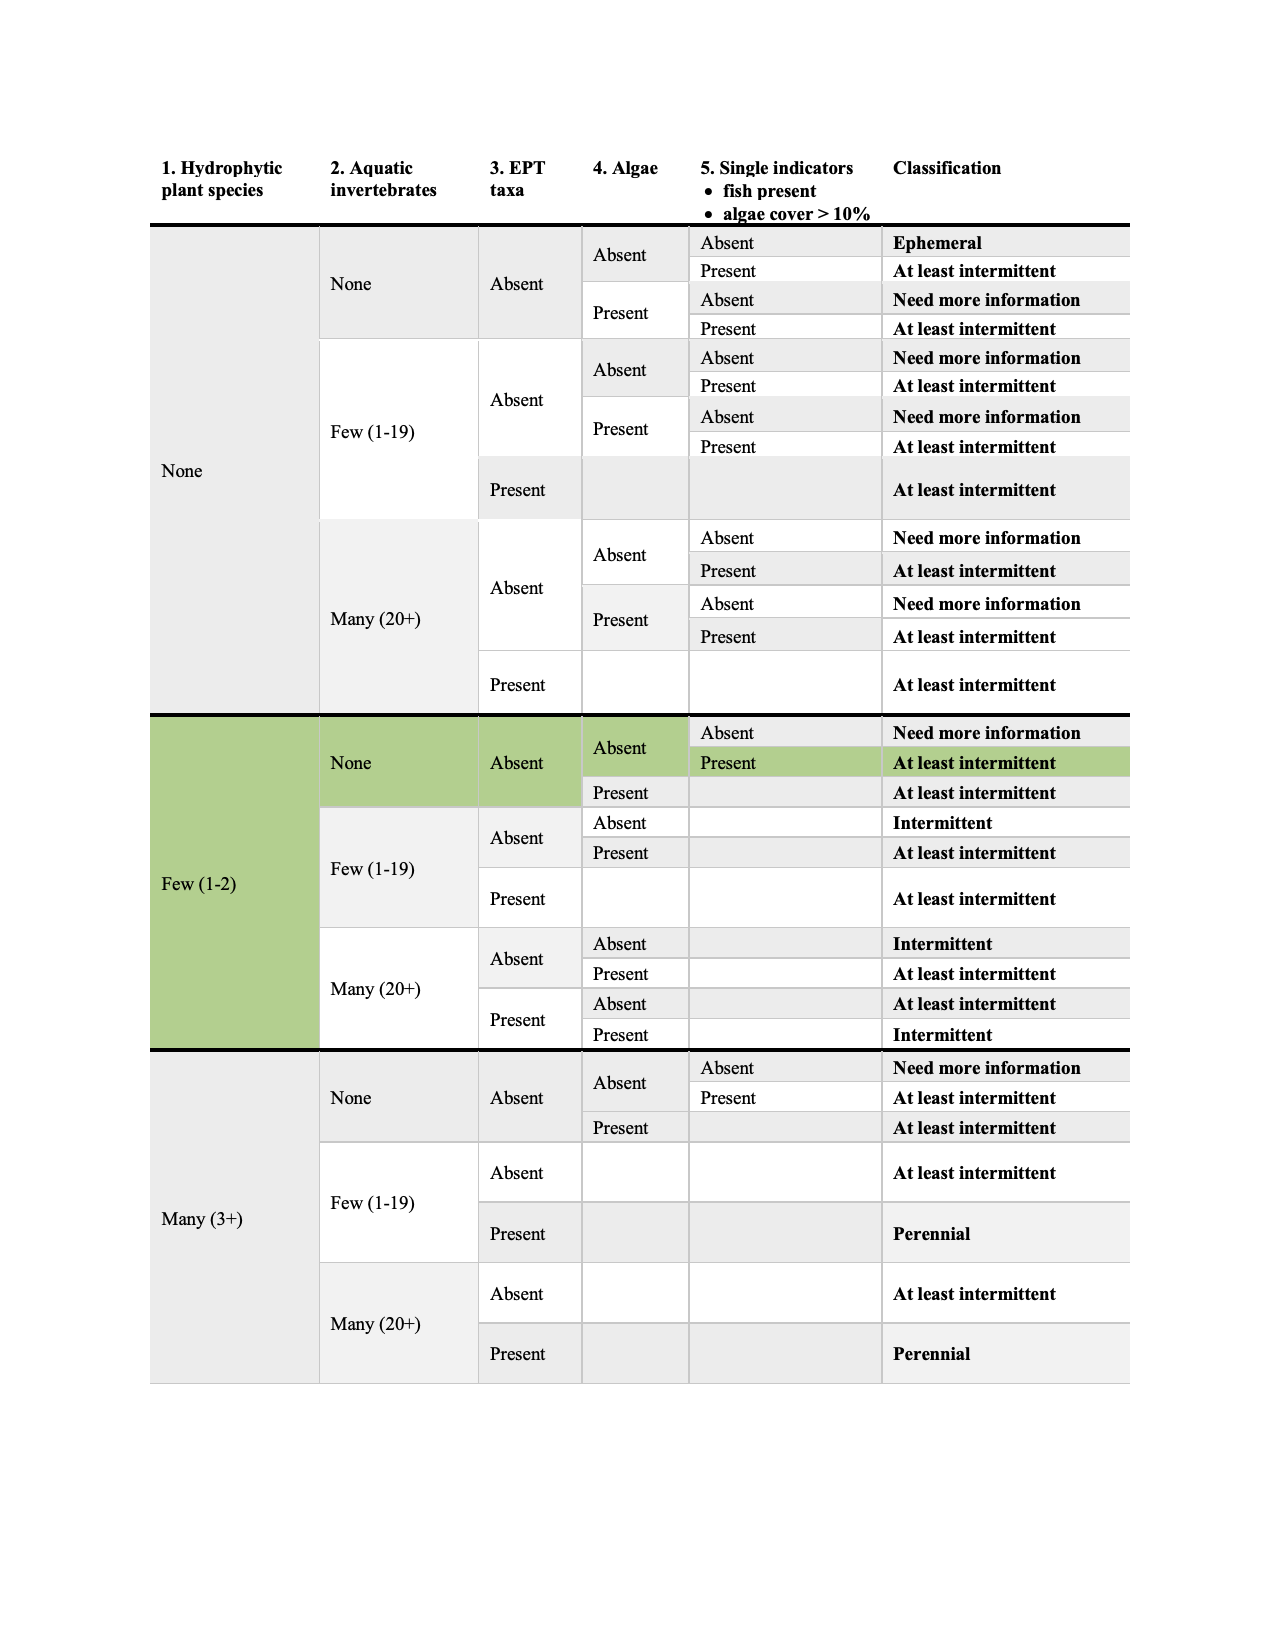 1. Hydrophytic plant species
2. Aquatic invertebrates
3. EPT taxa
4. Algae
5. Single indicators
• fish present
• algae cover > 10%
Classification
None
None
Absent
Absent
Absent
Ephemeral
Present
At least intermittent
Present
Absent
Need more information
Present
At least intermittent
Few (1-19)
Absent
Absent
Absent
Need more information
Present
At least intermittent
Present
Absent
Need more information
Present
At least intermittent
Present
At least intermittent
Many (20+)
Absent
Absent
Absent
Need more information
Present
At least intermittent
Present
Absent
Need more information
Present
At least intermittent
Present
At least intermittent
Few (1-2)
None
Absent
Absent
Absent
Need more information
Present
At least intermittent
Present
At least intermittent
Few (1-19)
Absent
Absent
Intermittent
Present
At least intermittent
Present
At least intermittent
Many (20+)
Absent
Absent
Intermittent
Present
At least intermittent
Present
Absent
At least intermittent
Present
Intermittent
Many (3+)
None
Absent
Absent
Absent
Need more information
Present
At least intermittent
Present
At least intermittent
Few (1-19)
Absent
At least intermittent
Present
Perennial
Many (20+)
Absent
At least intermittent
Present
Perennial